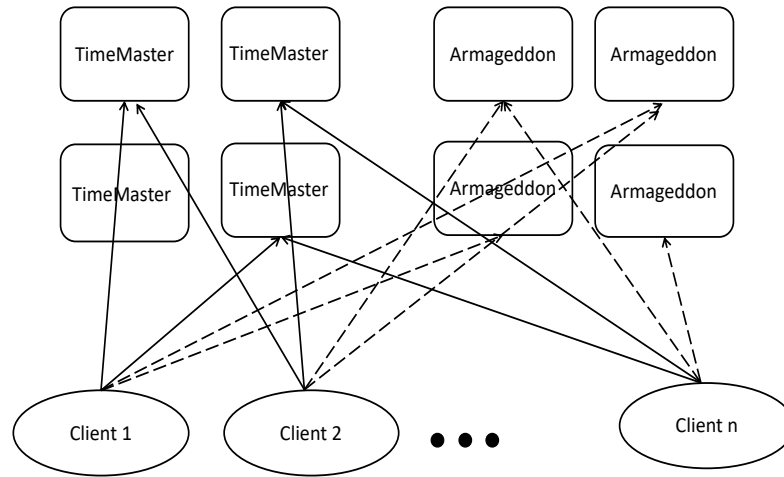 TimeMaster
TimeMaster
Armageddon
Armageddon
TimeMaster
TimeMaster
Armageddon
Armageddon
Client 1
Client 2
Client n